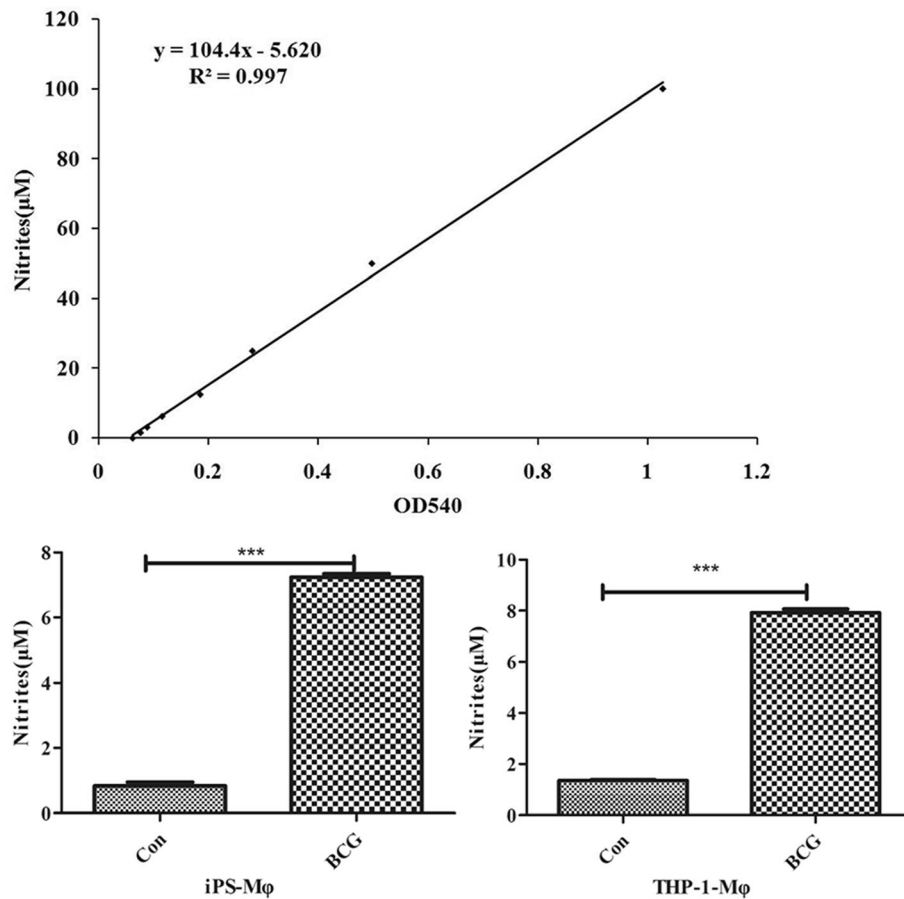 y = 104.4x - 5.620
R² = 0.997
Nitrites(μM)
120
100
80
60
40
20
0
0 0.2 0.4 0.6 0.8 1 1.2
OD540
Nitrites(μM)
8
6
4
2
0
***
Con BCG
iPS-Mφ
Nitrites(μM)
10
8
6
4
2
0
***
Con BCG
THP-1-Mφ